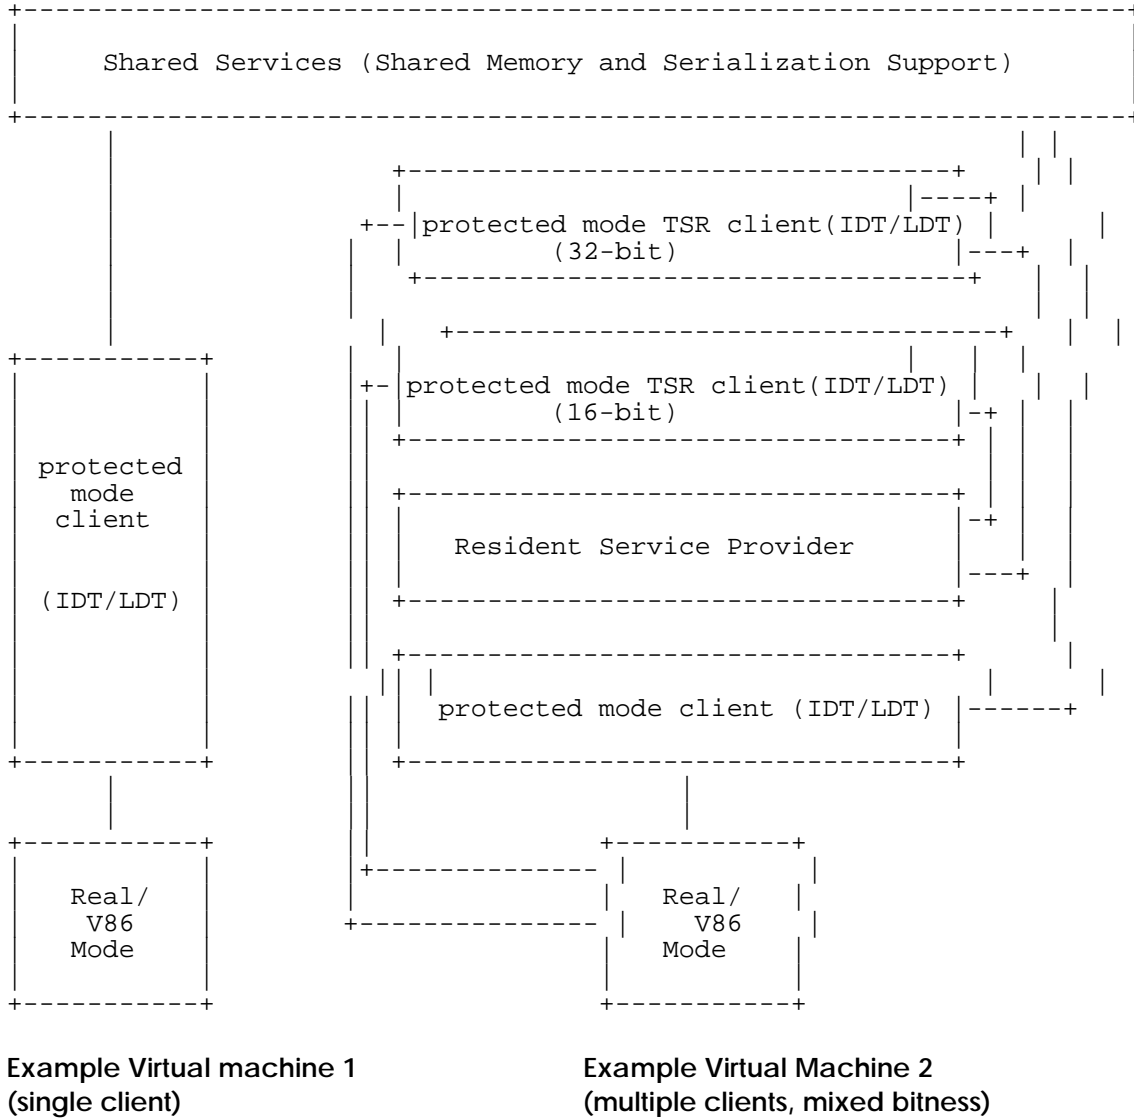 Shared Services (Shared Memory and Serialization Support)
protected mode TSR client(IDT/LDT)
(32-bit)
protected mode TSR client(IDT/LDT)
(16-bit)
protected
mode
client
(IDT/LDT)
Resident Service Provider
protected mode client (IDT/LDT)
Real/
V86
Mode
Real/
V86
Mode
Example Virtual machine 1
(single client)
Example Virtual Machine 2
(multiple clients, mixed bitness)